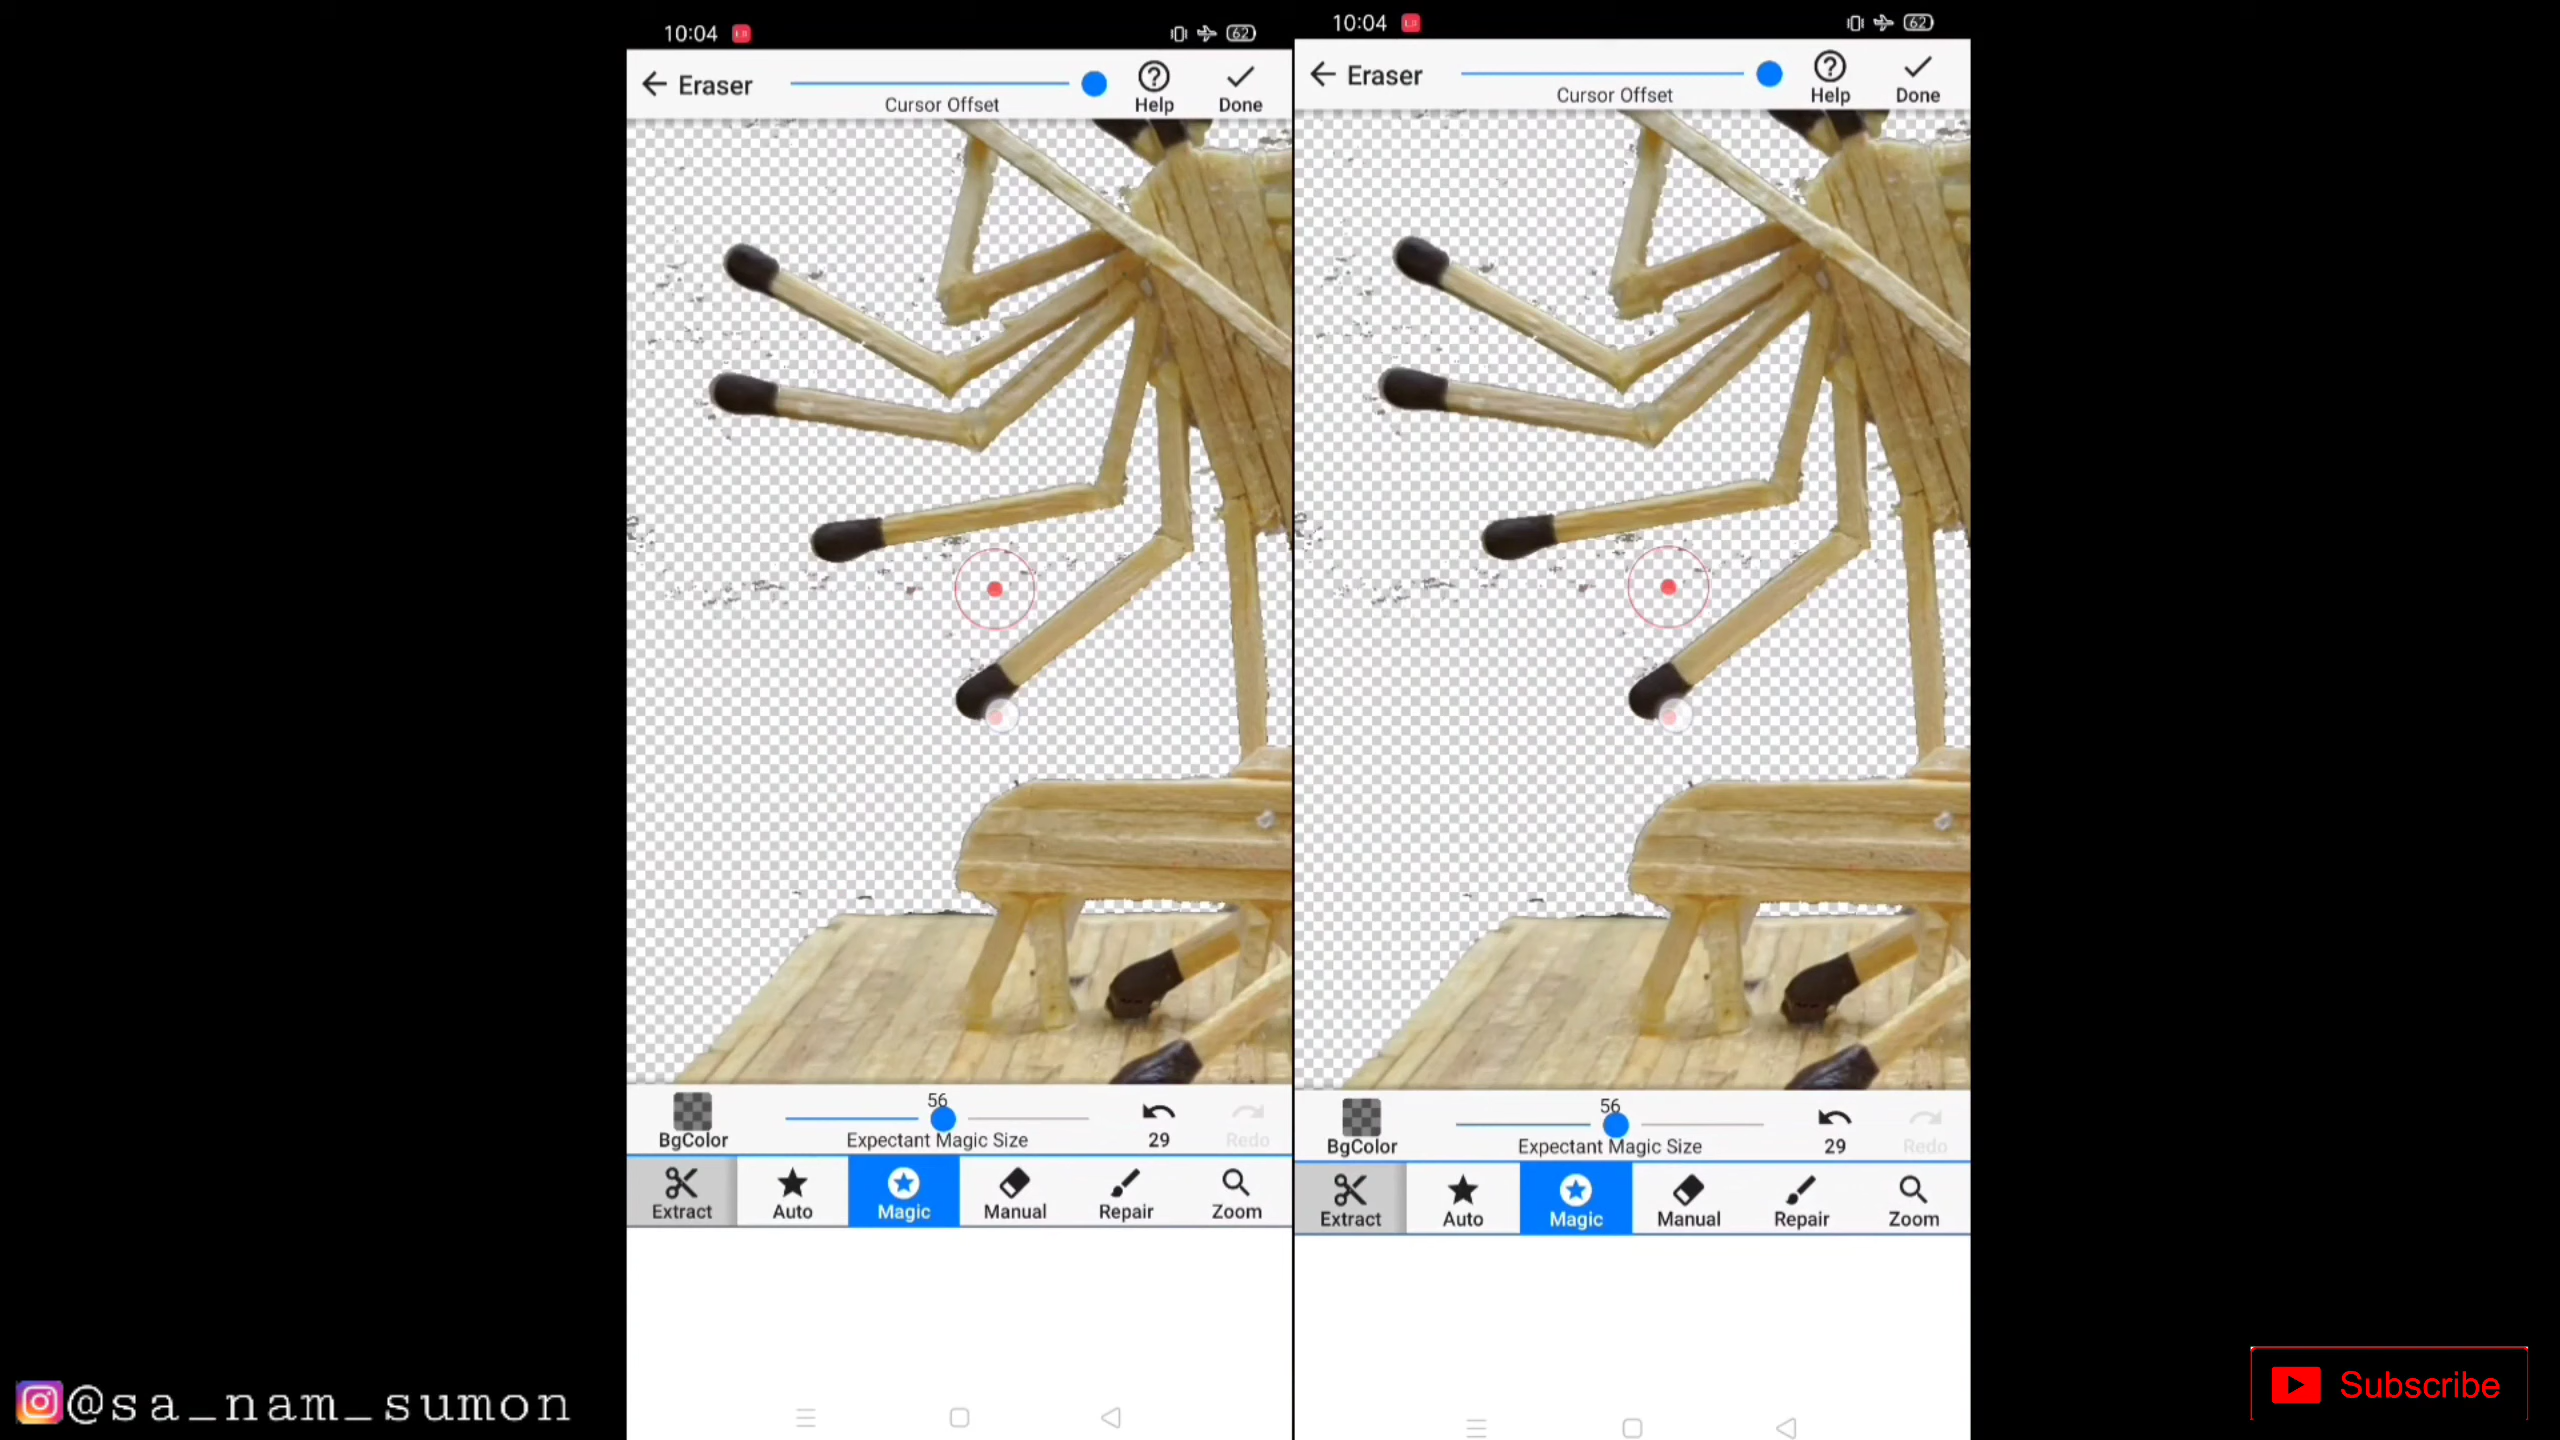 10:04
62
Eraser
Cursor Offset
Help
Done
56
BgColor
Expectant Magic Size
29
Redo
Extract
Auto
Magic
Manual
Repair
Zoom
10:04
62
Eraser
Cursor Offset
Help
Done
56
BgColor
Expectant Magic Size
29
Redo
Extract
Auto
Magic
Manual
Repair
Zoom
@sa_nam_sumon
Subscribe